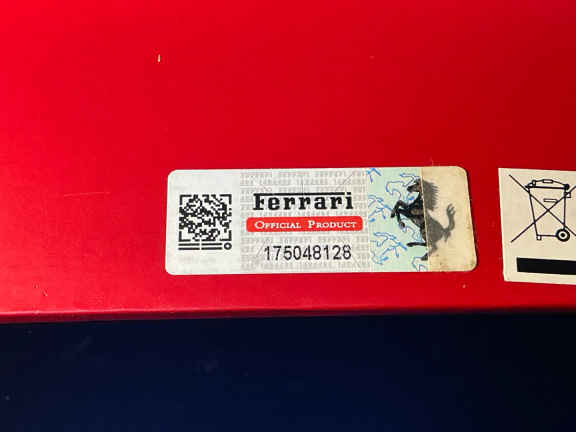 Ferrari
OFFICIAL PRODUCT
175048128